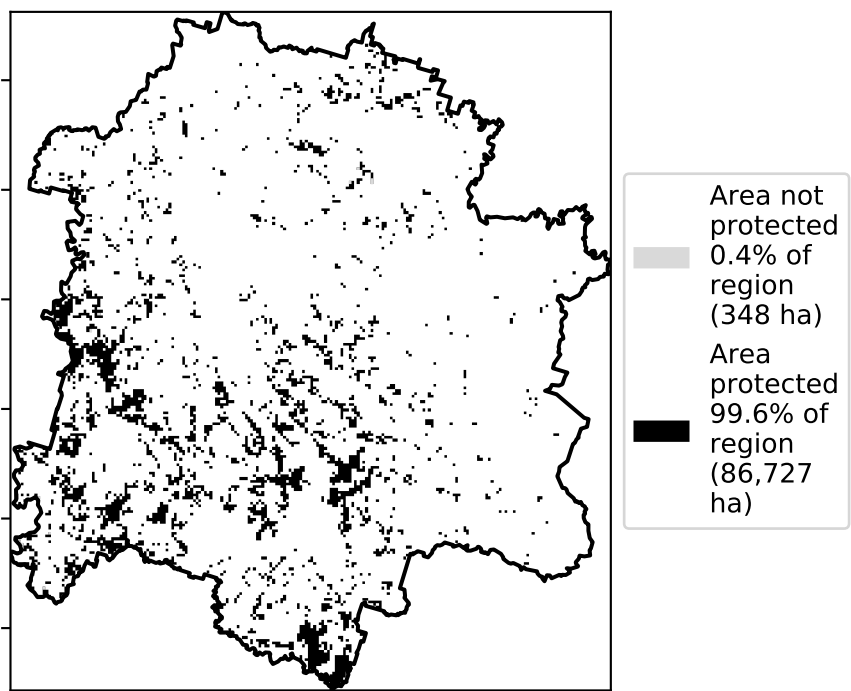 Area not
protected
0.4% of
region
(348 ha)
Area
protected
99.6% of
region
(86,727
ha)